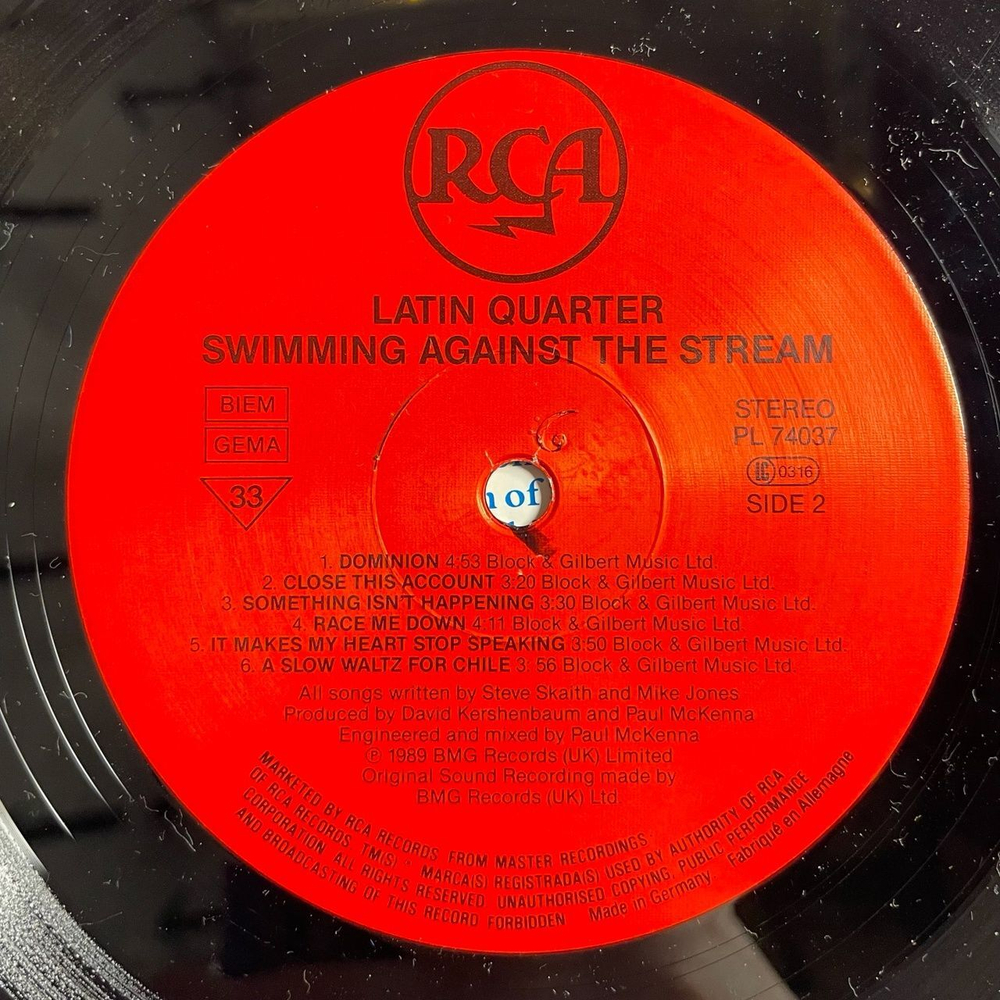 RCA
LATIN QUARTER
SWIMMING AGAINST THE STREAM
BIEM
GEMA
33
STEREO
PL 74037
LC 0316
SIDE 2
of
1. DOMINION 4:53 Block & Gilbert Music Ltd.
2. CLOSE THIS ACCOUNT 3:20 Block & Gilbert Music Ltd.
3. SOMETHING ISN'T HAPPENING 3:30 Block & Gilbert Music Ltd.
4. RACE ME DOWN 4:11 Block & Gilbert Music Ltd.
5. IT MAKES MY HEART STOP SPEAKING 3:50 Block & Gilbert Music Ltd.
6. A SLOW WALTZ FOR CHILE 3: 56 Block & Gilbert Music Ltd.
All songs written by Steve Skaith and Mike Jones
Produced by David Kershenbaum and Paul McKenna
Engineered and mixed by Paul McKenna
℗ 1989 BMG Records (UK) Limited
Original Sound Recording made by
BMG Records (UK) Ltd.
MARKETED BY RCA RECORDS, FROM MASTER RECORDINGS
OF RCA RECORDS. TM(S) ® MARCA(S) REGISTRADA(S) USED BY AUTHORITY OF RCA
CORPORATION. ALL RIGHTS RESERVED. UNAUTHORISED COPYING, PUBLIC PERFORMANCE
AND BROADCASTING OF THIS RECORD FORBIDDEN Made in Germany Fabriqué en Allemagne